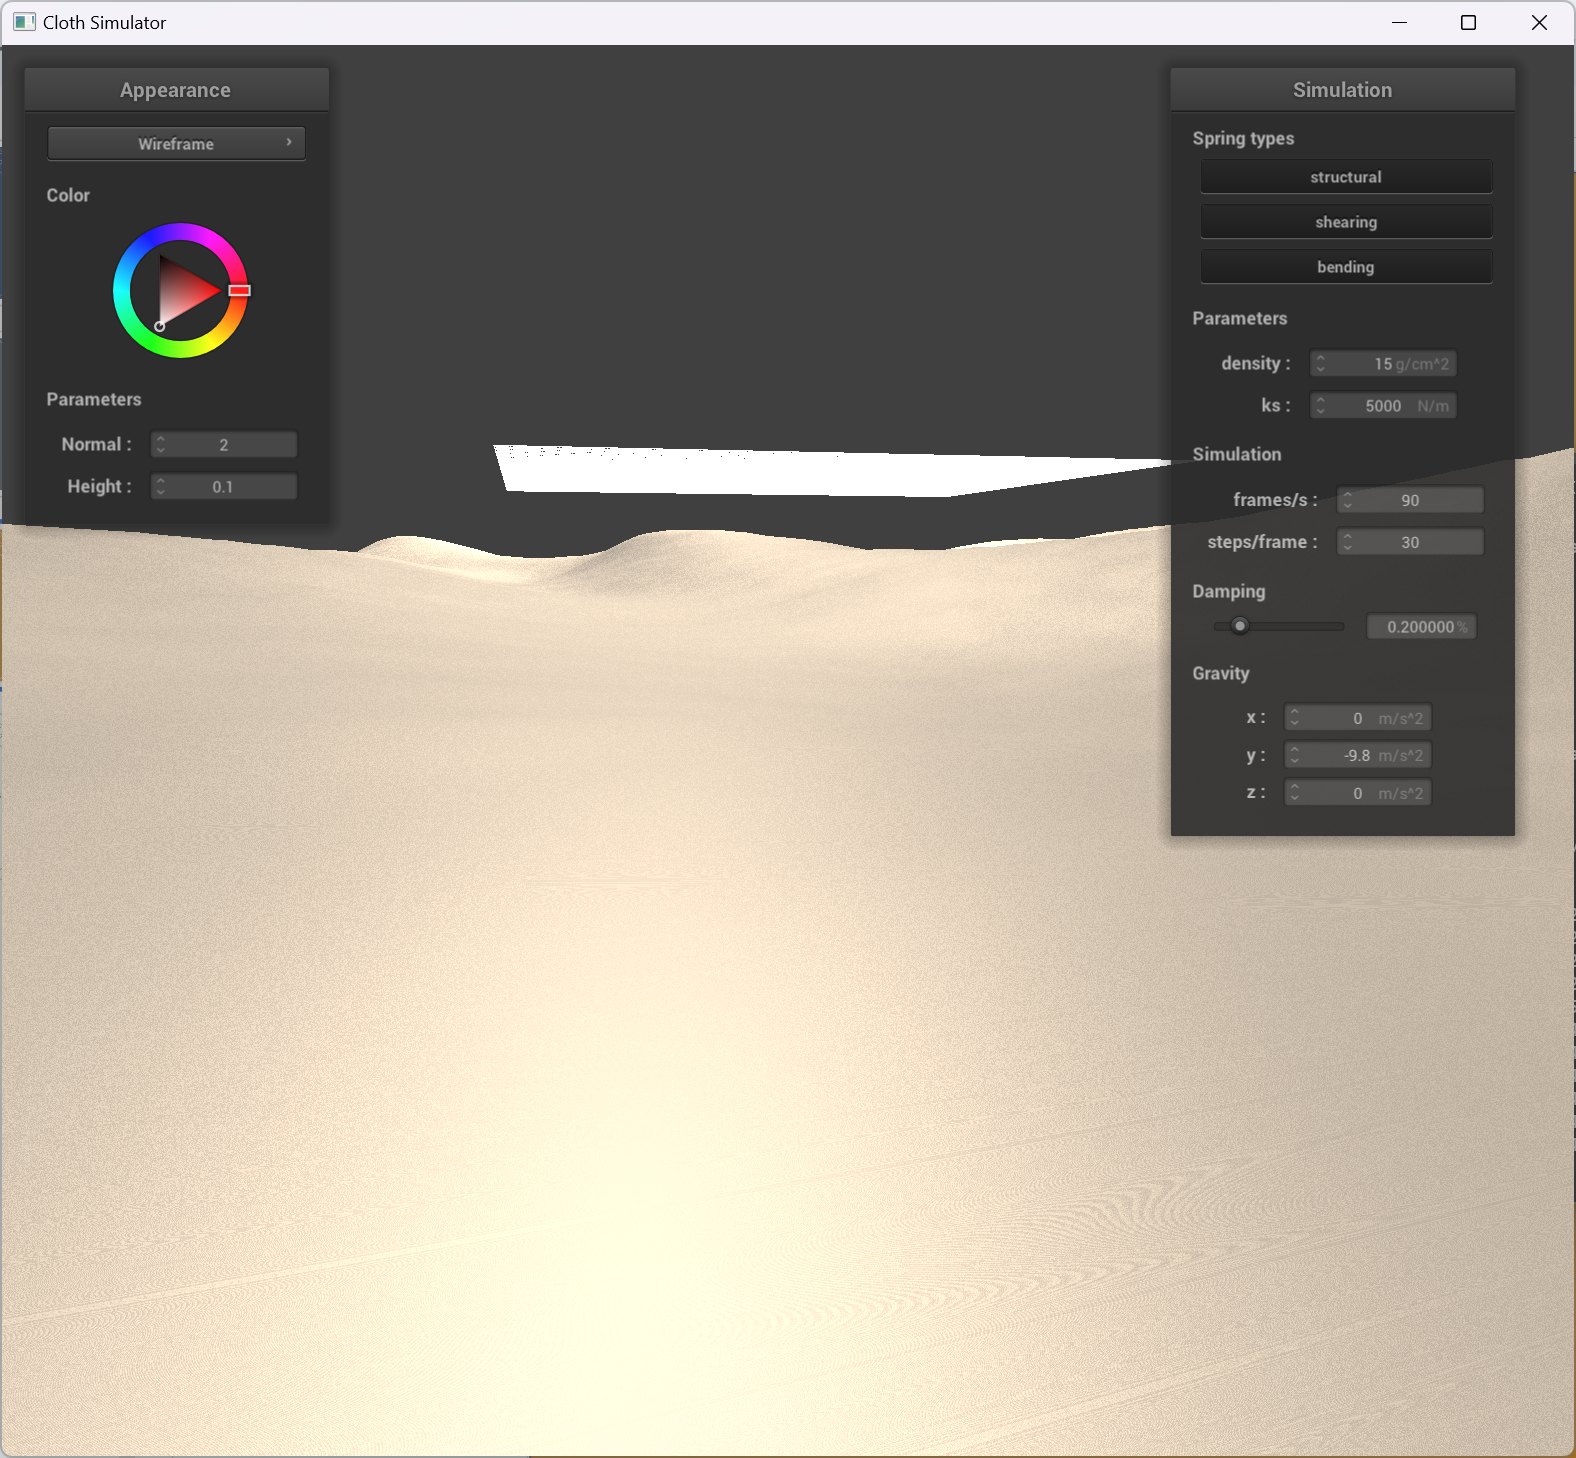 Cloth Simulator
Appearance
Wireframe
Color
Parameters
Normal : 2
Height : 0.1
Simulation
Spring types
structural
shearing
bending
Parameters
density : 15 g/cm^2
ks : 5000 N/m
Simulation
frames/s : 90
steps/frame : 30
Damping
0.200000 %
Gravity
x : 0 m/s^2
y : -9.8 m/s^2
z : 0 m/s^2